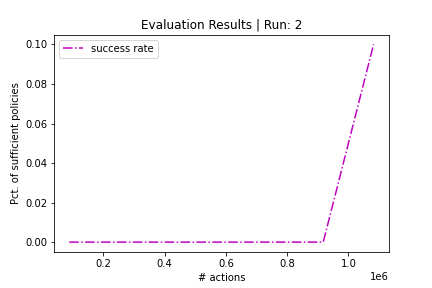 Evaluation Results | Run: 2
success rate
Pct. of sufficient policies
0.10
0.08
0.06
0.04
0.02
0.00
0.2 0.4 0.6 0.8 1.0
1e6
# actions